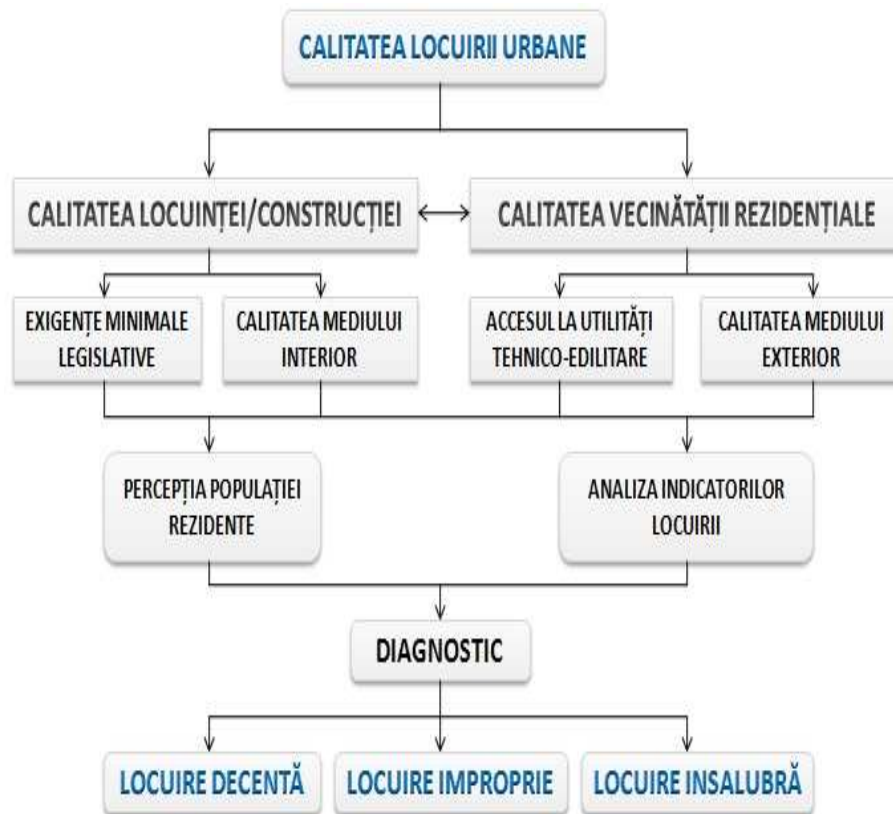 CALITATEA LOCUIRII URBANE
CALITATEA LOCUINȚEI/CONSTRUCȚIEI
CALITATEA VECINĂTĂȚII REZIDENȚIALE
EXIGENȚE MINIMALE
LEGISLATIVE
CALITATEA MEDIULUI
INTERIOR
ACCESUL LA UTILITĂȚI
TEHNICO-EDILITARE
CALITATEA MEDIULUI
EXTERIOR
PERCEPȚIA POPULAȚIEI
REZIDENTE
ANALIZA INDICATORILOR
LOCUIRII
DIAGNOSTIC
LOCUIRE DECENTĂ
LOCUIRE IMPROPRIE
LOCUIRE INSALUBRĂ